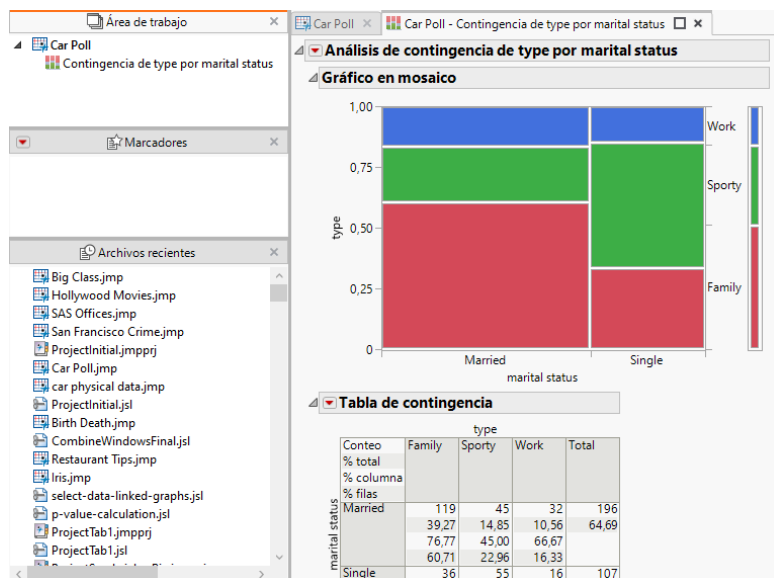 Área de trabajo
Car Poll
Contingencia de type por marital status
Marcadores
Archivos recientes
Big Class.jmp
Hollywood Movies.jmp
SAS Offices.jmp
San Francisco Crime.jmp
ProjectInitial.jmpprj
Car Poll.jmp
car physical data.jmp
ProjectInitial.jsl
Birth Death.jmp
CombineWindowsFinal.jsl
Restaurant Tips.jmp
Iris.jmp
select-data-linked-graphs.jsl
p-value-calculation.jsl
ProjectTab1.jmpprj
ProjectTab1.jsl
Car Poll
Car Poll - Contingencia de type por marital status
Análisis de contingencia de type por marital status
Gráfico en mosaico
1,00
0,75
0,50
0,25
0
type
Work
Sporty
Family
Married Single
marital status
Tabla de contingencia
type
Conteo Family Sporty Work Total
% total
% columna
% filas
marital status
Married 119 45 32 196
39,27 14,85 10,56 64,69
76,77 45,00 66,67
60,71 22,96 16,33
Single 36 55 16 107